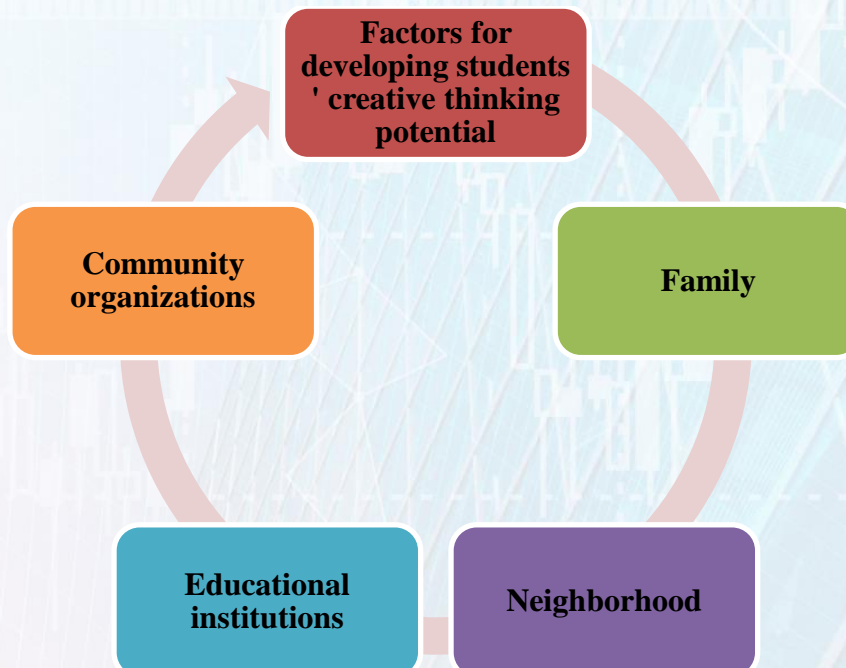 Factors for
developing students
' creative thinking
potential
Family
Neighborhood
Educational
institutions
Community
organizations